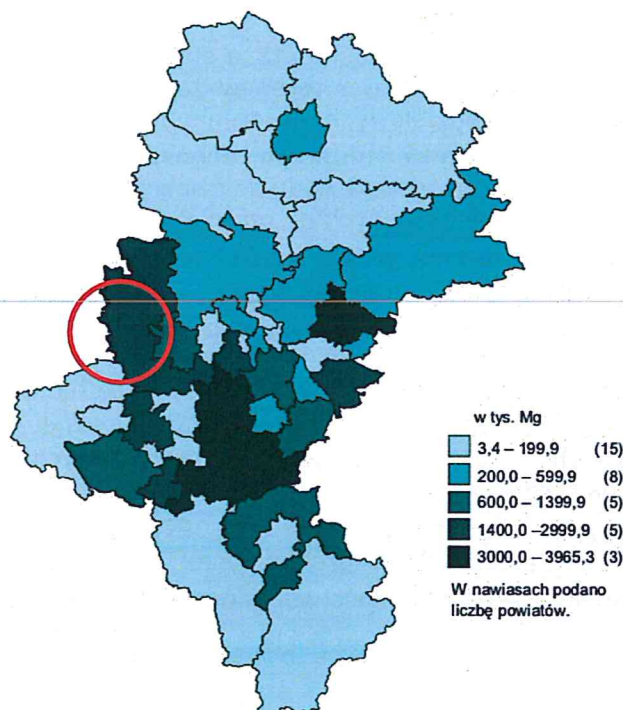 w tys. Mg
3,4 – 199,9 (15)
200,0 – 599,9 (8)
600,0 – 1399,9 (5)
1400,0 –2999,9 (5)
3000,0 – 3965,3 (3)
W nawiasach podano
liczbę powiatów.